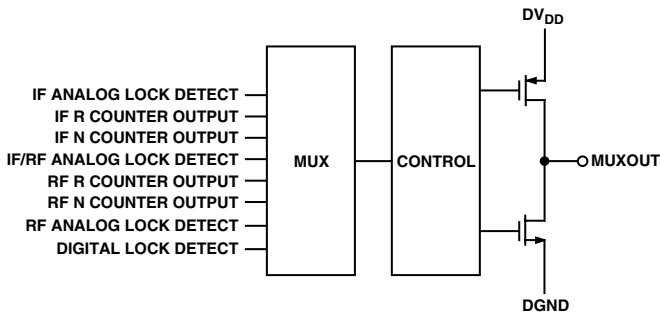 DVDD
IF ANALOG LOCK DETECT
IF R COUNTER OUTPUT
IF N COUNTER OUTPUT
IF/RF ANALOG LOCK DETECT
RF R COUNTER OUTPUT
RF N COUNTER OUTPUT
RF ANALOG LOCK DETECT
DIGITAL LOCK DETECT
MUX
CONTROL
MUXOUT
DGND